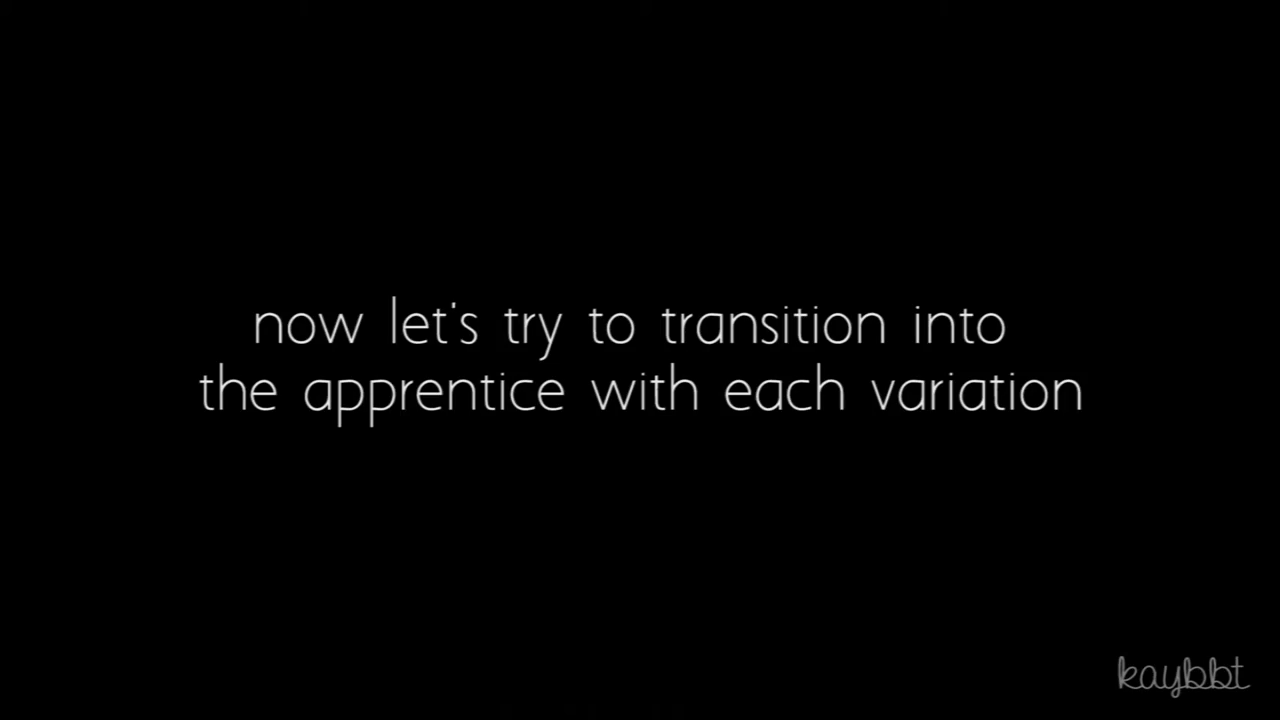 now let's try to transition into
the apprentice with each variation
kaybbt